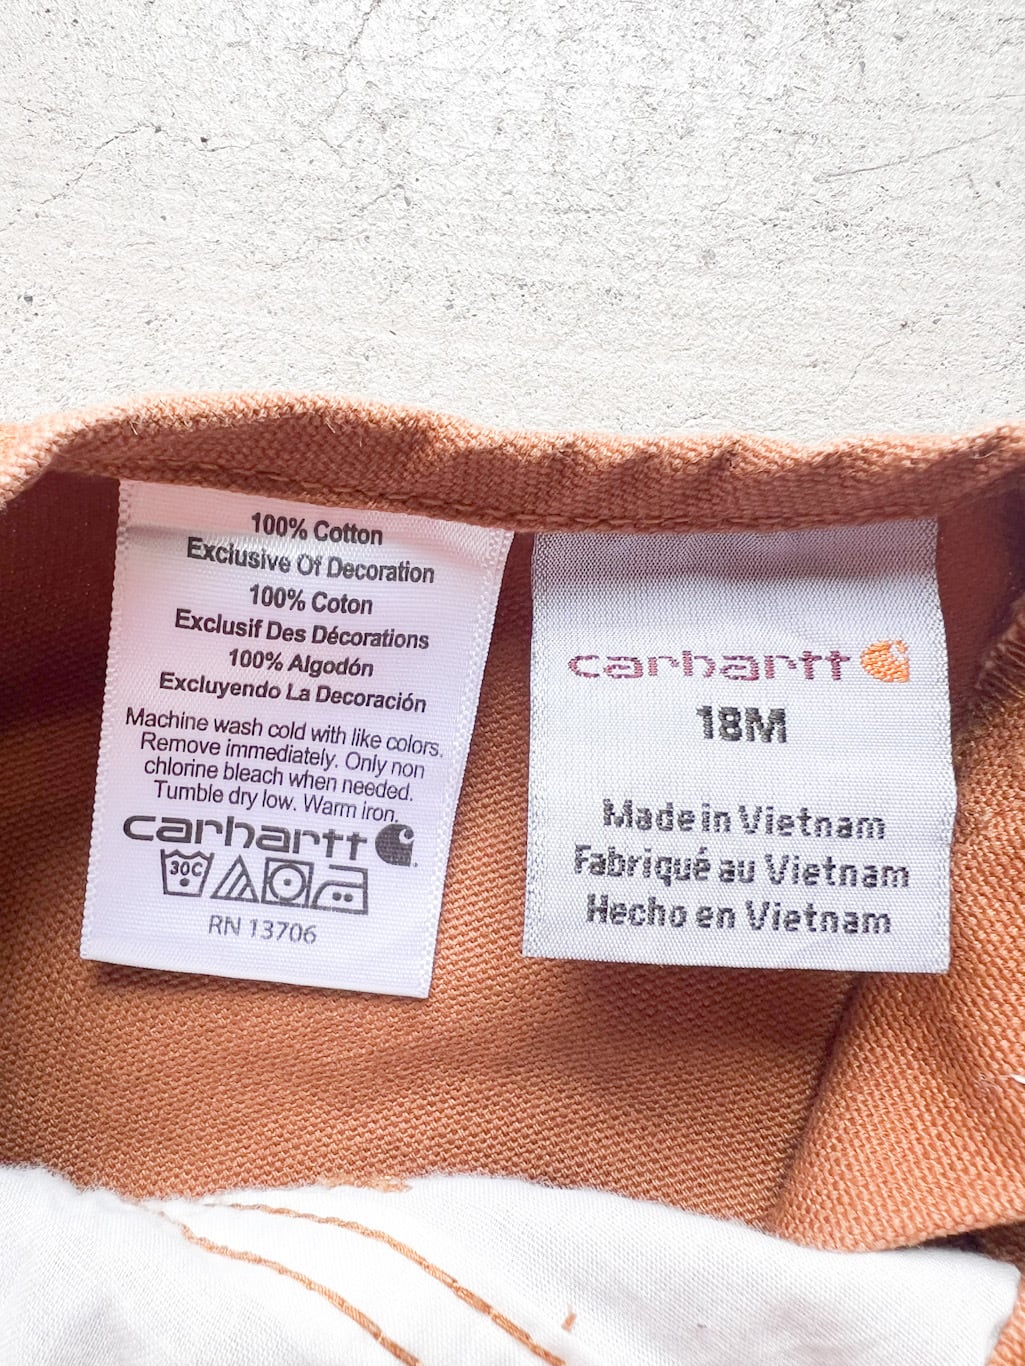 100% Cotton
Exclusive Of Decoration
100% Coton
Exclusif Des Décorations
100% Algodón
Excluyendo La Decoración
Machine wash cold with like colors.
Remove immediately. Only non
chlorine bleach when needed.
Tumble dry low. Warm iron.
carhartt
30C
RN 13706
carhartt
18M
Made in Vietnam
Fabriqué au Vietnam
Hecho en Vietnam